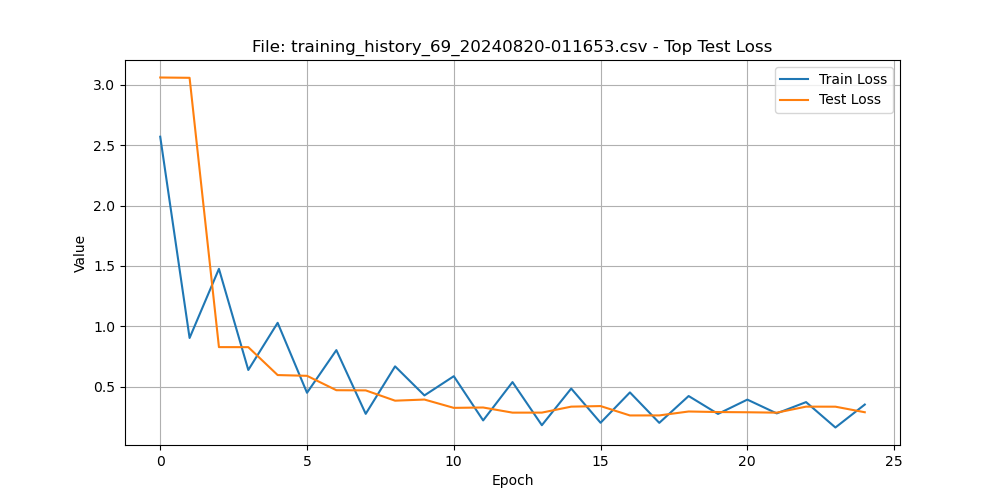 File: training_history_69_20240820-011653.csv - Top Test Loss
Train Loss
Test Loss
Value
3.0
2.5
2.0
1.5
1.0
0.5
0 5 10 15 20 25
Epoch